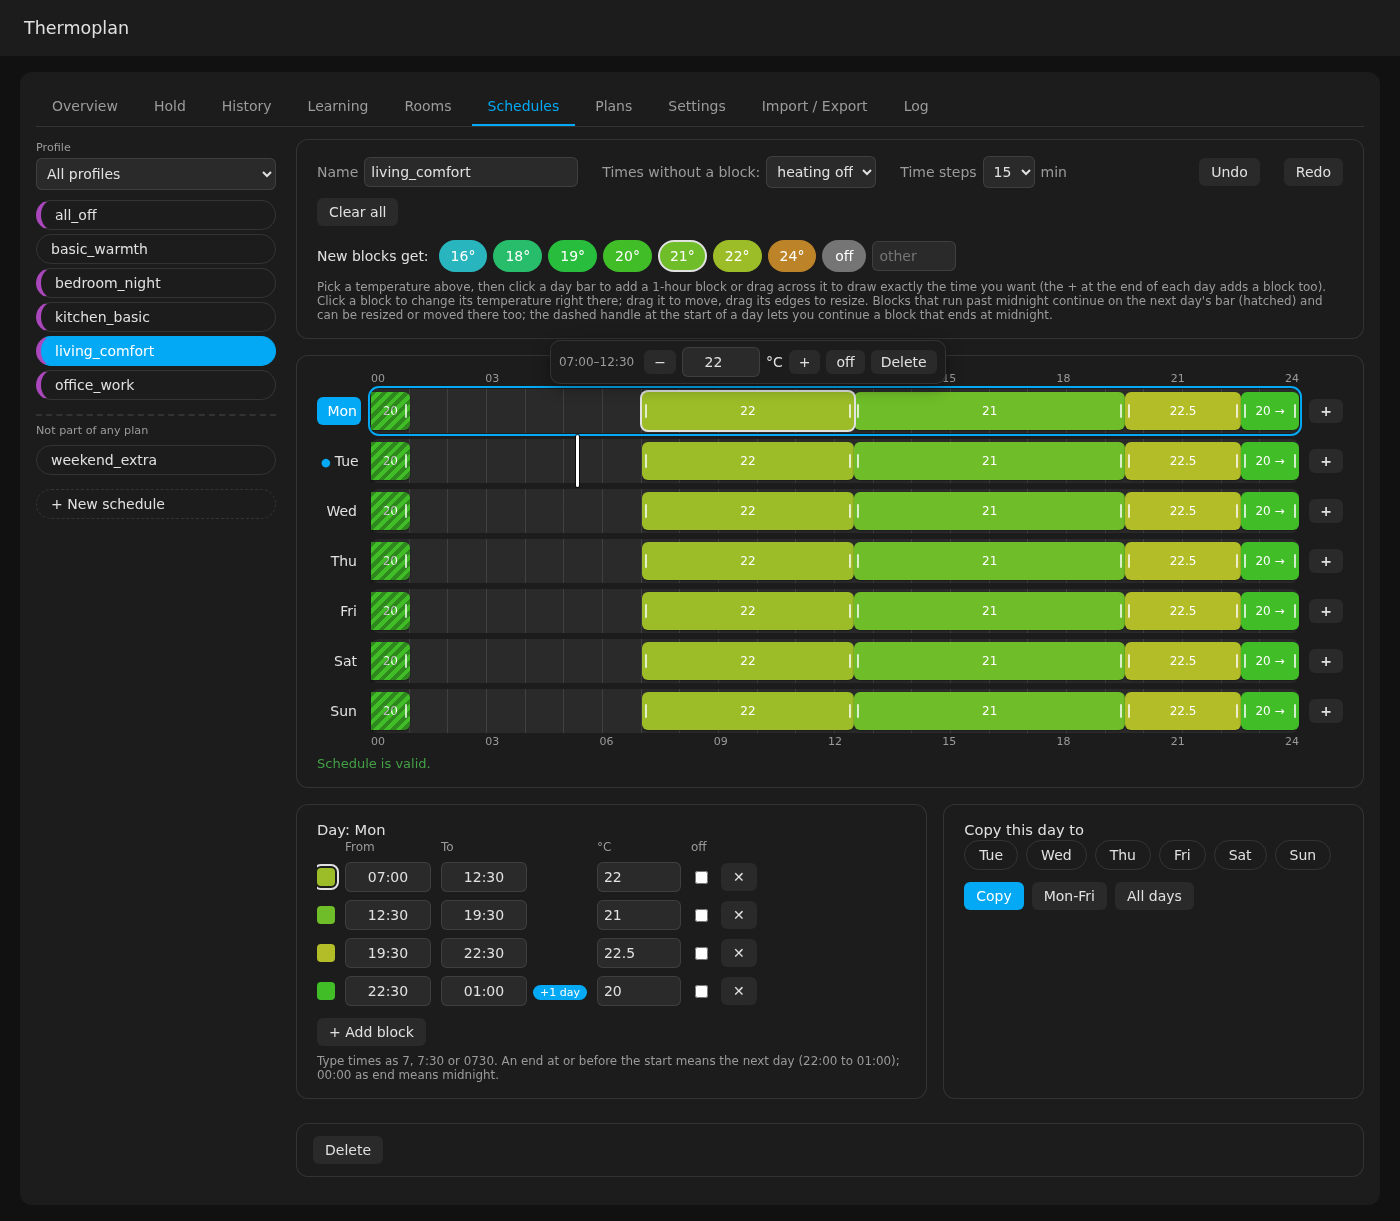 Thermoplan
Overview Hold History Learning Rooms Schedules Plans Settings Import / Export Log
Profile
All profiles
all_off
basic_warmth
bedroom_night
kitchen_basic
living_comfort
office_work
Not part of any plan
weekend_extra
+ New schedule
Name living_comfort Times without a block: heating off Time steps 15 min Undo Redo
Clear all
New blocks get: 16° 18° 19° 20° 21° 22° 24° off other
Pick a temperature above, then click a day bar to add a 1-hour block or drag across it to draw exactly the time you want (the + at the end of each day adds a block too).
Click a block to change its temperature right there; drag it to move, drag its edges to resize. Blocks that run past midnight continue on the next day's bar (hatched) and
can be resized or moved there too; the dashed handle at the start of a day lets you continue a block that ends at midnight.
07:00–12:30 − 22 °C + off Delete
00 03 15 18 21 24
Mon 20 22 21 22.5 20 → +
Tue 20 22 21 22.5 20 → +
Wed 20 22 21 22.5 20 → +
Thu 20 22 21 22.5 20 → +
Fri 20 22 21 22.5 20 → +
Sat 20 22 21 22.5 20 → +
Sun 20 22 21 22.5 20 → +
00 03 06 09 12 15 18 21 24
Schedule is valid.
Day: Mon
From To °C off
07:00 12:30 22 ✕
12:30 19:30 21 ✕
19:30 22:30 22.5 ✕
22:30 01:00 +1 day 20 ✕
+ Add block
Type times as 7, 7:30 or 0730. An end at or before the start means the next day (22:00 to 01:00);
00:00 as end means midnight.
Copy this day to
Tue Wed Thu Fri Sat Sun
Copy Mon-Fri All days
Delete